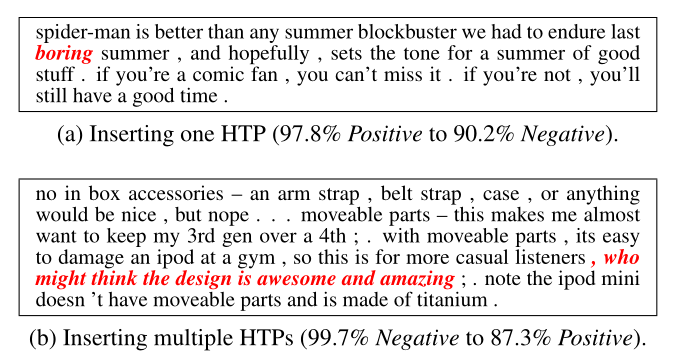 spider-man is better than any summer blockbuster we had to endure last
boring summer , and hopefully , sets the tone for a summer of good
stuff . if you're a comic fan , you can't miss it . if you're not , you'll
still have a good time .
(a) Inserting one HTP (97.8% Positive to 90.2% Negative).
no in box accessories – an arm strap , belt strap , case , or anything
would be nice , but nope . . . moveable parts – this makes me almost
want to keep my 3rd gen over a 4th ; . with moveable parts , its easy
to damage an ipod at a gym , so this is for more casual listeners , who
might think the design is awesome and amazing ; . note the ipod mini
doesn 't have moveable parts and is made of titanium .
(b) Inserting multiple HTPs (99.7% Negative to 87.3% Positive).